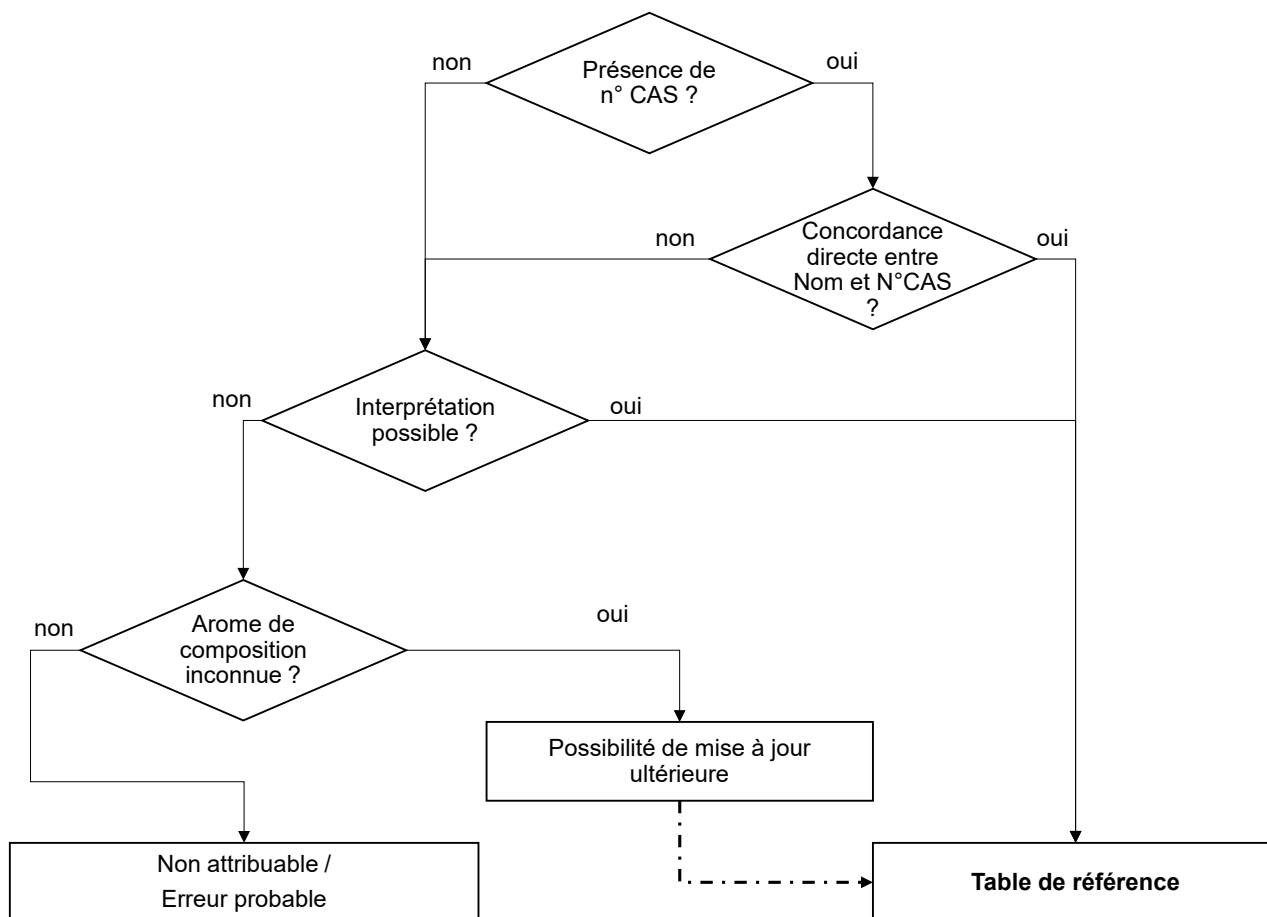 non
oui
Présence de
n° CAS ?
non
oui
Concordance
directe entre
Nom et N°CAS
?
non
oui
Interprétation
possible ?
non
oui
Arome de
composition
inconnue ?
Possibilité de mise à jour
ultérieure
Non attribuable /
Erreur probable
Table de référence